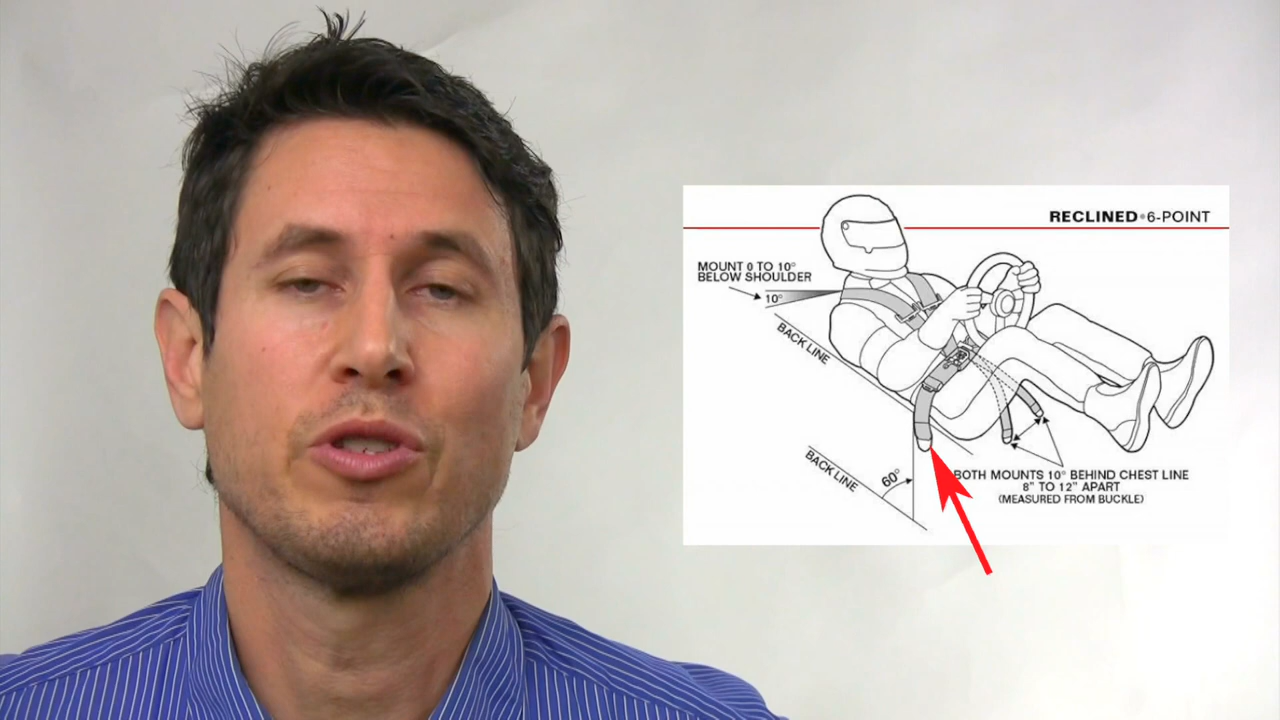 RECLINED • 6-POINT
MOUNT 0 TO 10°
BELOW SHOULDER
10°
BACK LINE
BACK LINE
60°
BOTH MOUNTS 10° BEHIND CHEST LINE
8" TO 12" APART
(MEASURED FROM BUCKLE)